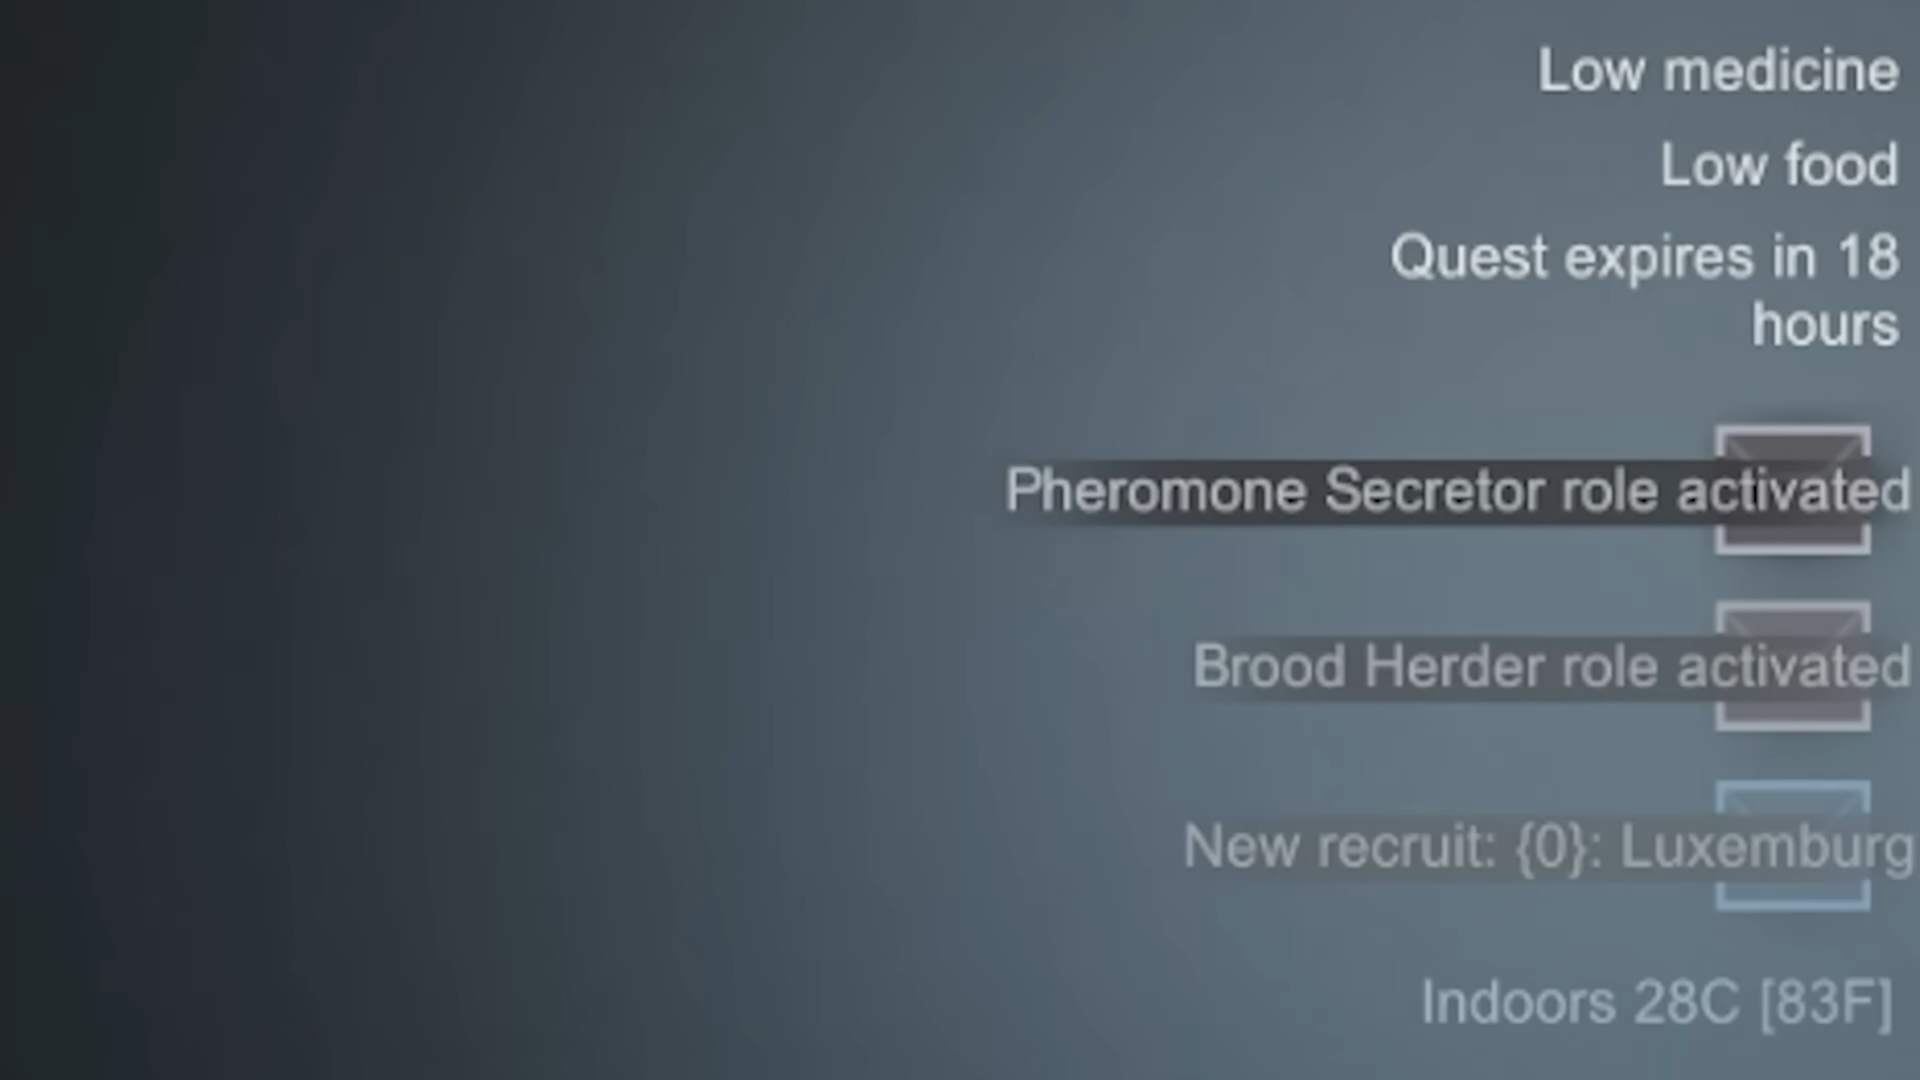 Low medicine
Low food
Quest expires in 18
hours
Pheromone Secretor role activated
Brood Herder role activated
New recruit: {0}: Luxemburg
Indoors 28C [83F]